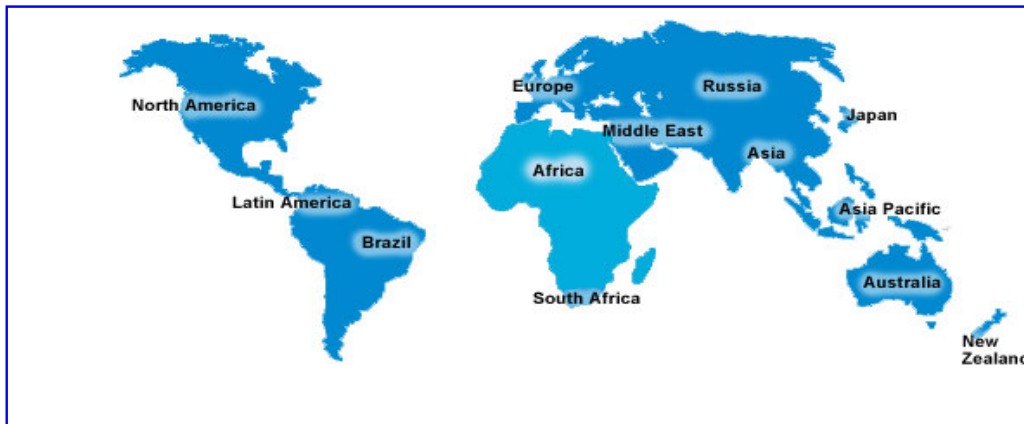 Europe
Russia
North America
Japan
Middle East
Asia
Africa
Latin America
Asia Pacific
Brazil
Australia
South Africa
New
Zealand